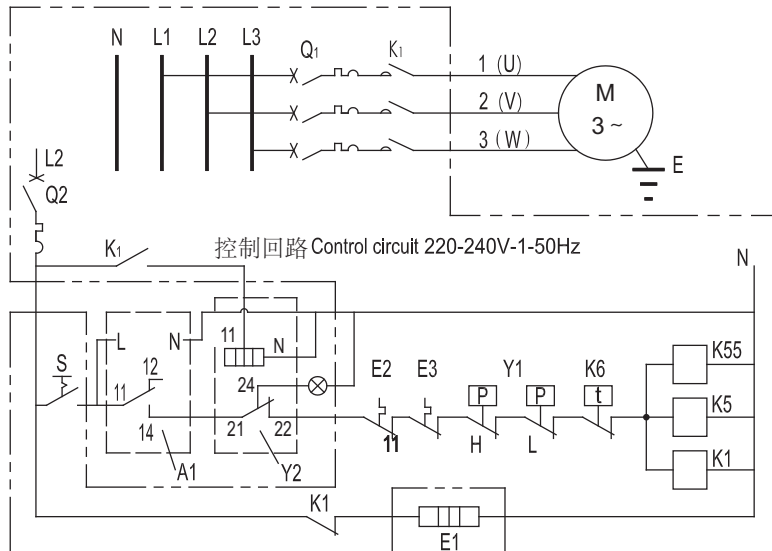 N L1 L2 L3 Q1 K1
1 (U)
2 (V)
3 (W)
M
3 ~
E
L2
Q2
K1
控制回路 Control circuit 220-240V-1-50Hz
N
L N 11 N
S
12
11
14
A1
24
21 22
Y2
E2 E3 Y1 K6
P P t
11 H L
K55
K5
K1
K1
E1